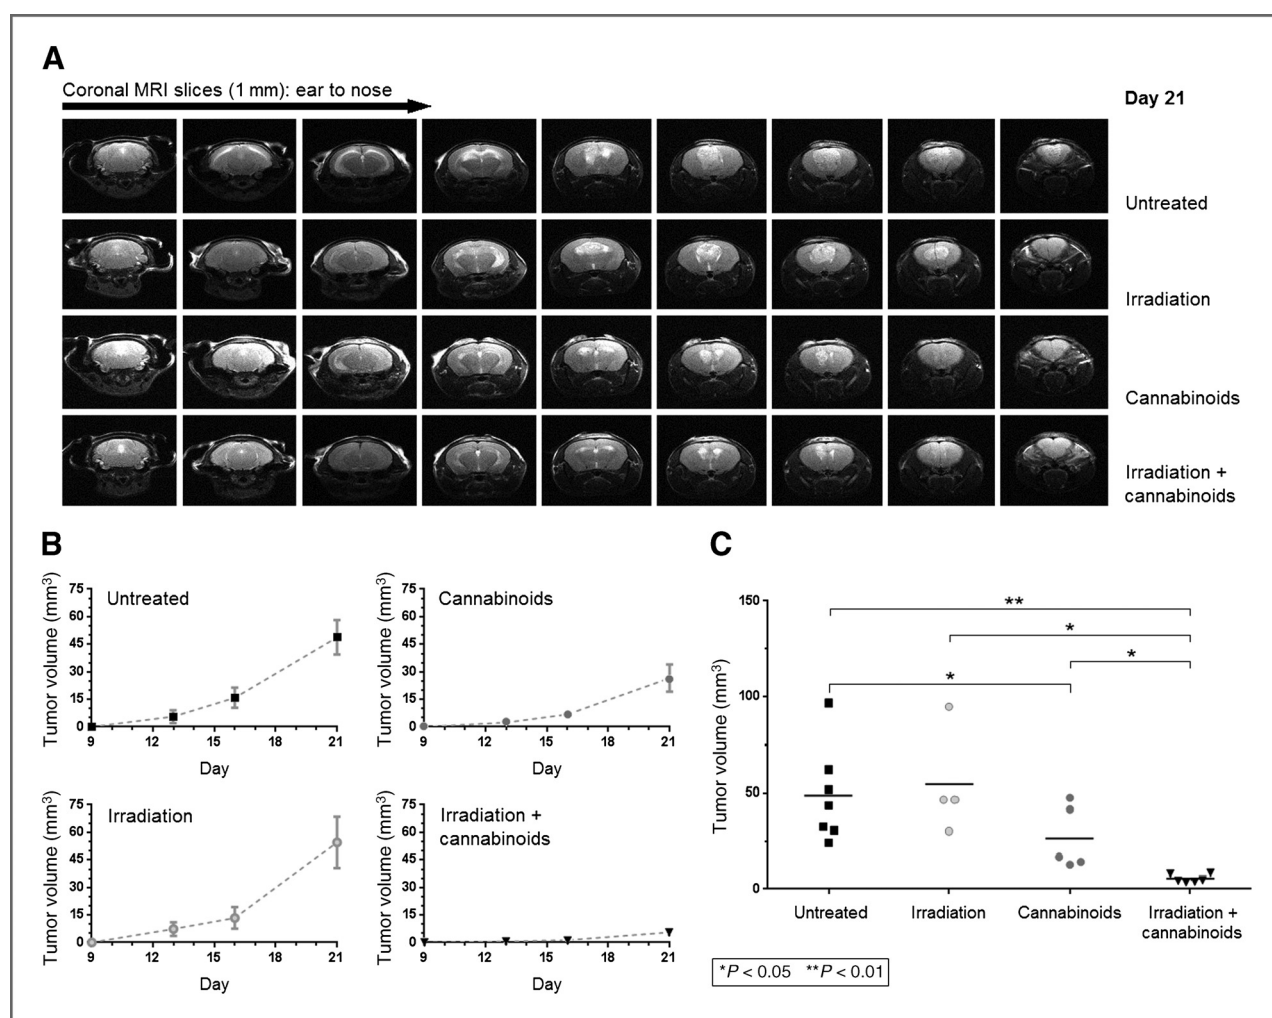 A
Coronal MRI slices (1 mm): ear to nose
Day 21
Untreated
Irradiation
Cannabinoids
Irradiation +
cannabinoids
B
Tumor volume (mm³)
75
60
45
30
15
0
Untreated
9 12 15 18 21
Day
Tumor volume (mm³)
75
60
45
30
15
0
Cannabinoids
9 12 15 18 21
Day
Tumor volume (mm³)
75
60
45
30
15
0
Irradiation
9 12 15 18 21
Day
Tumor volume (mm³)
75
60
45
30
15
0
Irradiation +
cannabinoids
9 12 15 18 21
Day
C
Tumor volume (mm³)
150
100
50
0
**
*
*
*
Untreated
Irradiation
Cannabinoids
Irradiation +
cannabinoids
*P < 0.05 **P < 0.01